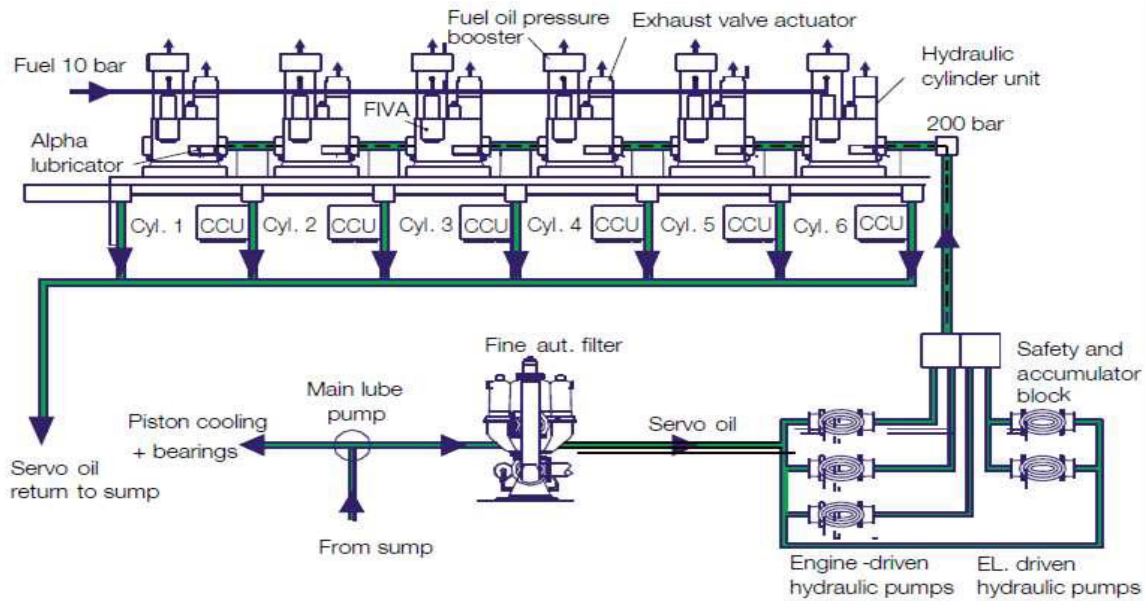 Fuel oil pressure
booster
Exhaust valve actuator
Fuel 10 bar
Hydraulic
cylinder unit
FIVA
200 bar
Alpha
lubricator
Cyl. 1
CCU
Cyl. 2
CCU
Cyl. 3
CCU
Cyl. 4
CCU
Cyl. 5
CCU
Cyl. 6
CCU
Fine aut. filter
Safety and
accumulator
block
Main lube
pump
Piston cooling
+ bearings
Servo oil
Servo oil
return to sump
From sump
Engine -driven
hydraulic pumps
EL. driven
hydraulic pumps